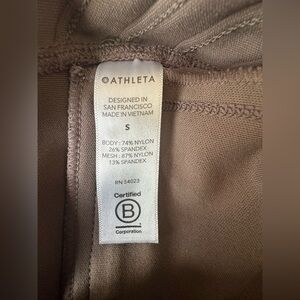 ATHLETA
DESIGNED IN
SAN FRANCISCO
MADE IN VIETNAM
S
BODY: 74% NYLON
26% SPANDEX
MESH: 87% NYLON
13% SPANDEX
RN 54023
Certified
B
Corporation